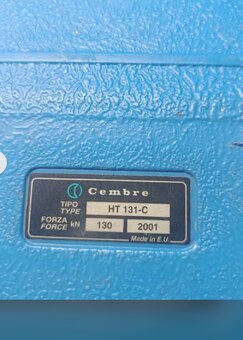 Cembre
TIPO
TYPE HT 131-C
FORZA
FORCE kN 130 2001
Made in E.U.